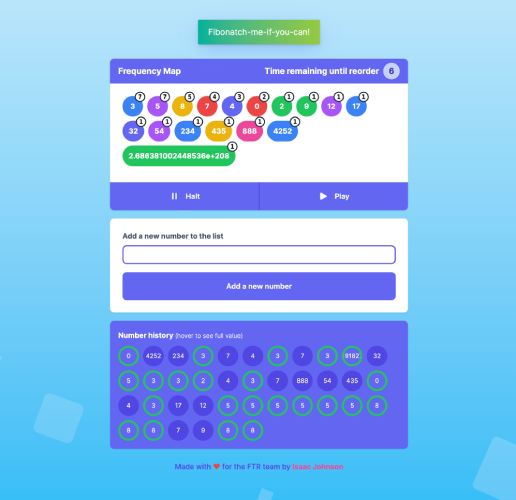 Fibonatch-me-if-you-can!
Frequency Map Time remaining until reorder 6
3 7 5 7 8 5 7 4 4 3 0 2 2 1 9 1 12 1 17 1
32 1 54 1 234 1 435 1 888 1 4252 1
2.686381002448536e+208 1
Halt Play
Add a new number to the list
Add a new number
Number history (hover to see full value)
0 4252 234 3 7 4 3 7 3 9182 32
5 3 3 2 4 3 7 888 54 435 0
4 3 17 12 5 5 5 5 5 5 8
8 8 7 9 8 8
Made with ❤ for the FTR team by Isaac Johnson